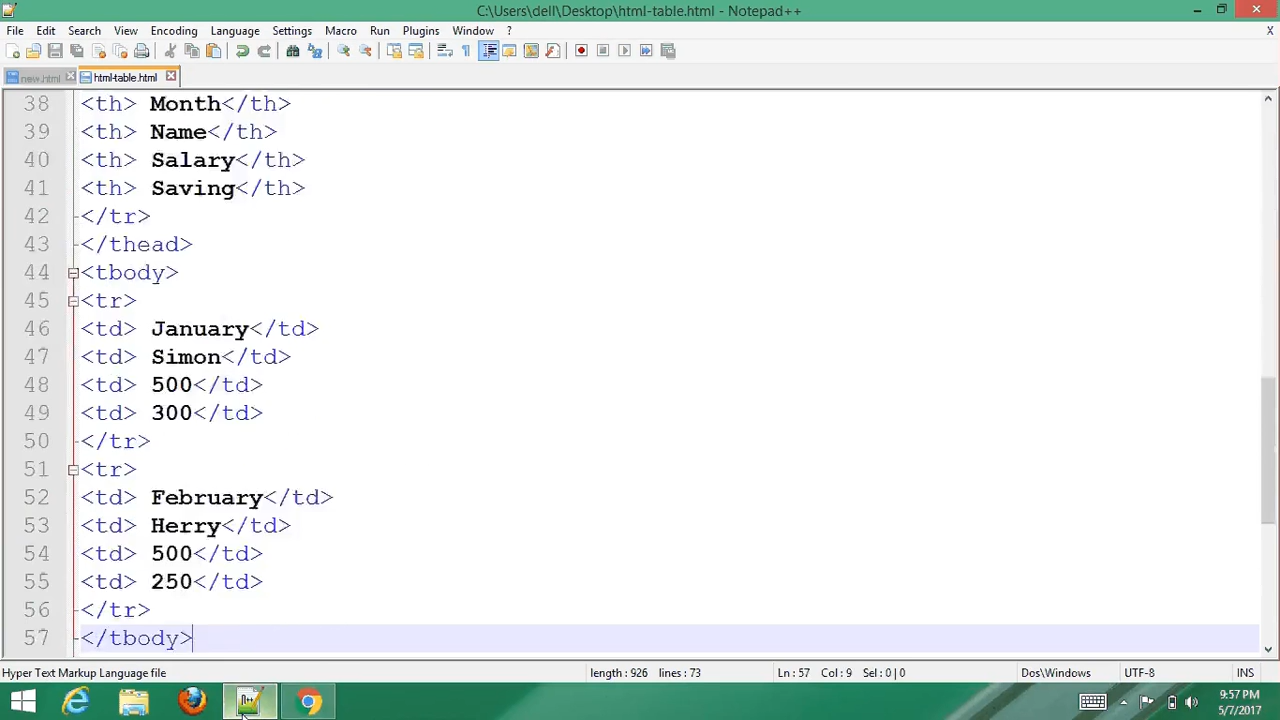 C:\Users\dell\Desktop\html-table.html - Notepad++
File Edit Search View Encoding Language Settings Macro Run Plugins Window ? X
new.html html-table.html
38 <th> Month</th>
39 <th> Name</th>
40 <th> Salary</th>
41 <th> Saving</th>
42 </tr>
43 </thead>
44 <tbody>
45 <tr>
46 <td> January</td>
47 <td> Simon</td>
48 <td> 500</td>
49 <td> 300</td>
50 </tr>
51 <tr>
52 <td> February</td>
53 <td> Herry</td>
54 <td> 500</td>
55 <td> 250</td>
56 </tr>
57 </tbody>
Hyper Text Markup Language file length : 926 lines : 73 Ln : 57 Col : 9 Sel : 0 | 0 Dos\Windows UTF-8 INS
9:57 PM
5/7/2017